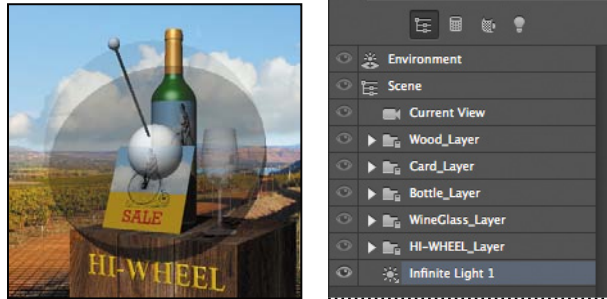 SALE
HI-WHEEL
Environment
Scene
Current View
Wood_Layer
Card_Layer
Bottle_Layer
WineGlass_Layer
HI-WHEEL_Layer
Infinite Light 1